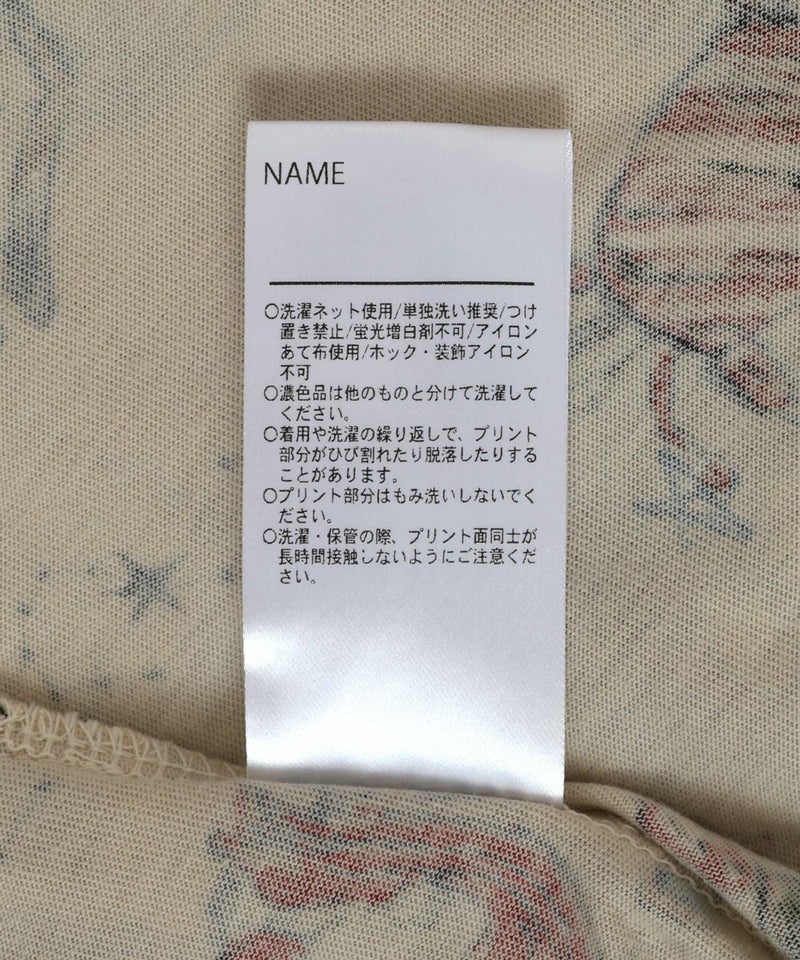 NAME
○洗濯ネット使用/単独洗い推奨/つけ
置き禁止/蛍光増白剤不可/アイロン
あて布使用/ホック・装飾アイロン
不可
○濃色品は他のものと分けて洗濯して
ください。
○着用や洗濯の繰り返しで、プリント
部分がひび割れたり脱落したりする
ことがあります。
○プリント部分はもみ洗いしないでく
ださい。
○洗濯・保管の際、プリント面同士が
長時間接触しないようにご注意くだ
さい。